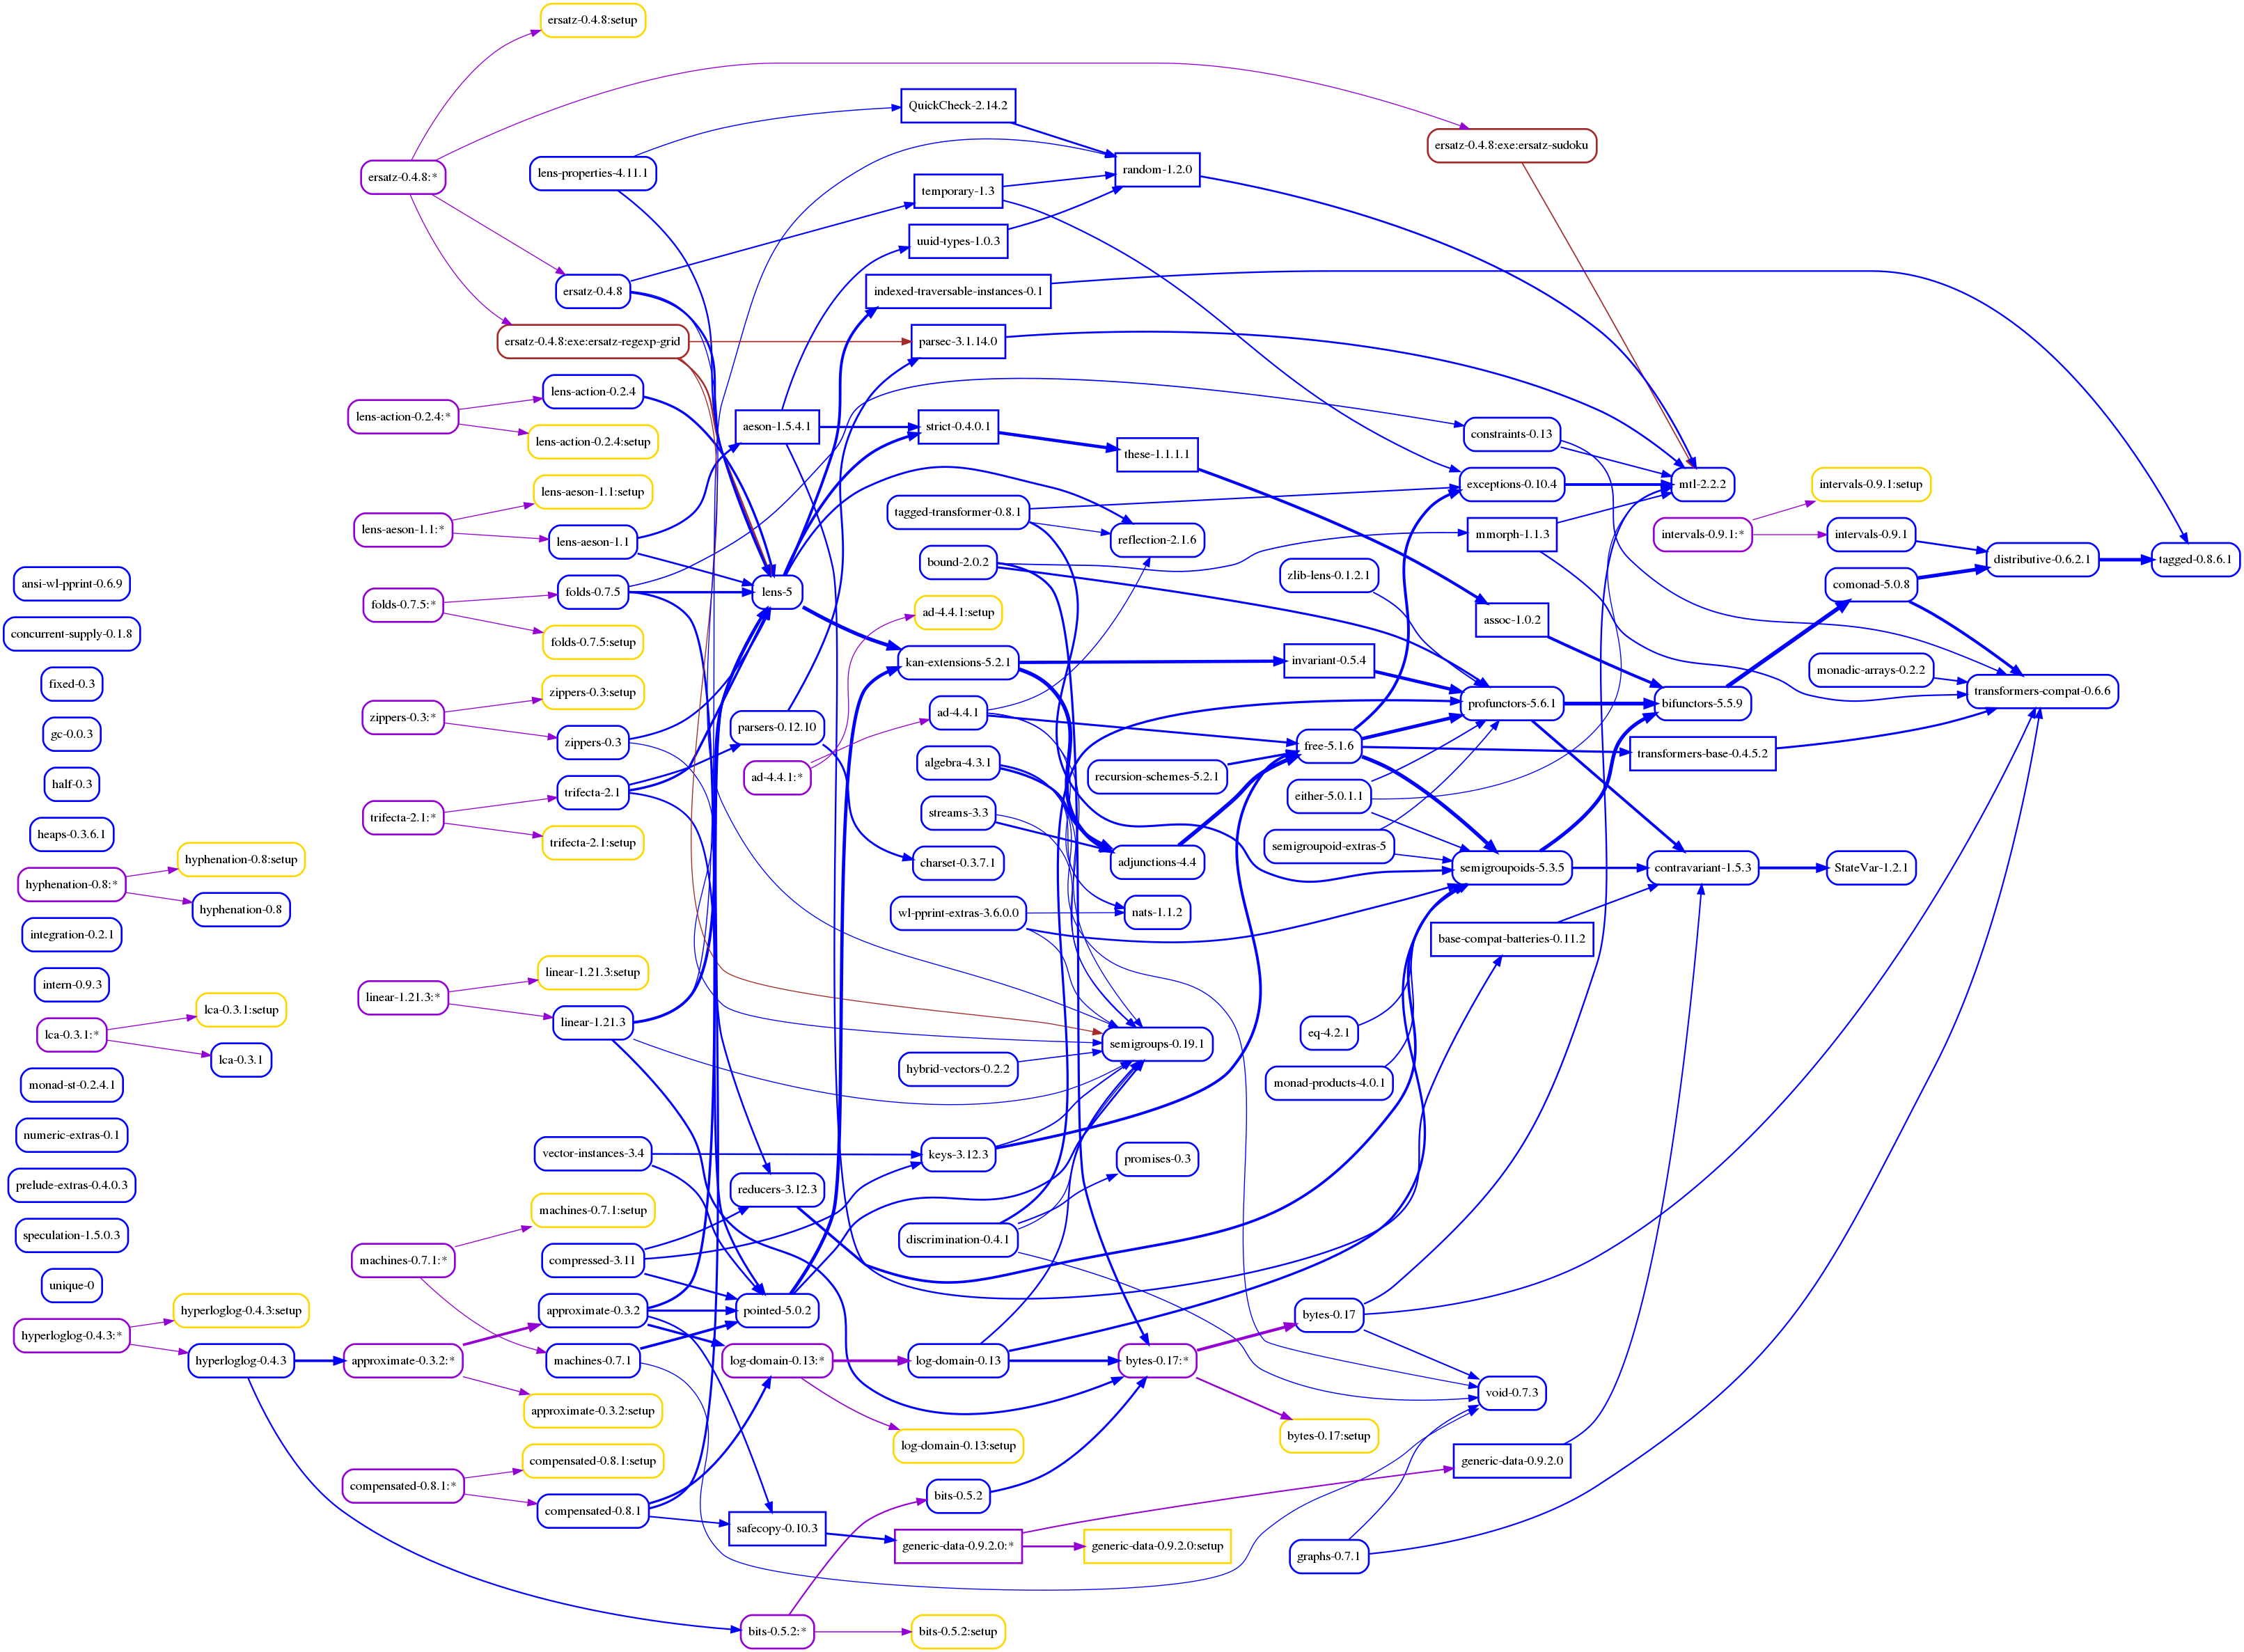 ersatz-0.4.8:setup
QuickCheck-2.14.2
ersatz-0.4.8:exe:ersatz-sudoku
ersatz-0.4.8:*
lens-properties-4.11.1
random-1.2.0
temporary-1.3
uuid-types-1.0.3
ersatz-0.4.8
indexed-traversable-instances-0.1
ersatz-0.4.8:exe:ersatz-regexp-grid
parsec-3.1.14.0
lens-action-0.2.4
lens-action-0.2.4:*
lens-action-0.2.4:setup
aeson-1.5.4.1
strict-0.4.0.1
these-1.1.1.1
constraints-0.13
lens-aeson-1.1:setup
lens-aeson-1.1:*
lens-aeson-1.1
tagged-transformer-0.8.1
reflection-2.1.6
exceptions-0.10.4
mtl-2.2.2
mmorph-1.1.3
intervals-0.9.1:setup
intervals-0.9.1:*
intervals-0.9.1
distributive-0.6.2.1
tagged-0.8.6.1
ansi-wl-pprint-0.6.9
concurrent-supply-0.1.8
fixed-0.3
gc-0.0.3
half-0.3
heaps-0.3.6.1
folds-0.7.5:*
folds-0.7.5
folds-0.7.5:setup
lens-5
bound-2.0.2
ad-4.4.1:setup
zlib-lens-0.1.2.1
assoc-1.0.2
comonad-5.0.8
kan-extensions-5.2.1
invariant-0.5.4
monadic-arrays-0.2.2
transformers-compat-0.6.6
zippers-0.3:setup
zippers-0.3:*
zippers-0.3
parsers-0.12.10
ad-4.4.1
profunctors-5.6.1
bifunctors-5.5.9
ad-4.4.1:*
algebra-4.3.1
free-5.1.6
transformers-base-0.4.5.2
recursion-schemes-5.2.1
trifecta-2.1:*
trifecta-2.1
trifecta-2.1:setup
streams-3.3
either-5.0.1.1
semigroupoid-extras-5
charset-0.3.7.1
adjunctions-4.4
semigroupoids-5.3.5
contravariant-1.5.3
StateVar-1.2.1
hyphenation-0.8:setup
hyphenation-0.8:*
hyphenation-0.8
wl-pprint-extras-3.6.0.0
nats-1.1.2
base-compat-batteries-0.11.2
integration-0.2.1
intern-0.9.3
linear-1.21.3:setup
linear-1.21.3:*
linear-1.21.3
lca-0.3.1:setup
lca-0.3.1:*
lca-0.3.1
semigroups-0.19.1
hybrid-vectors-0.2.2
eq-4.2.1
monad-products-4.0.1
monad-st-0.2.4.1
numeric-extras-0.1
prelude-extras-0.4.0.3
speculation-1.5.0.3
unique-0
vector-instances-3.4
keys-3.12.3
promises-0.3
reducers-3.12.3
machines-0.7.1:setup
machines-0.7.1:*
compressed-3.11
discrimination-0.4.1
approximate-0.3.2
pointed-5.0.2
bytes-0.17
hyperloglog-0.4.3:setup
hyperloglog-0.4.3:*
hyperloglog-0.4.3
approximate-0.3.2:*
machines-0.7.1
log-domain-0.13:*
log-domain-0.13
bytes-0.17:*
void-0.7.3
approximate-0.3.2:setup
log-domain-0.13:setup
bytes-0.17:setup
compensated-0.8.1:setup
compensated-0.8.1:*
compensated-0.8.1
generic-data-0.9.2.0
bits-0.5.2
safecopy-0.10.3
generic-data-0.9.2.0:*
generic-data-0.9.2.0:setup
graphs-0.7.1
bits-0.5.2:*
bits-0.5.2:setup